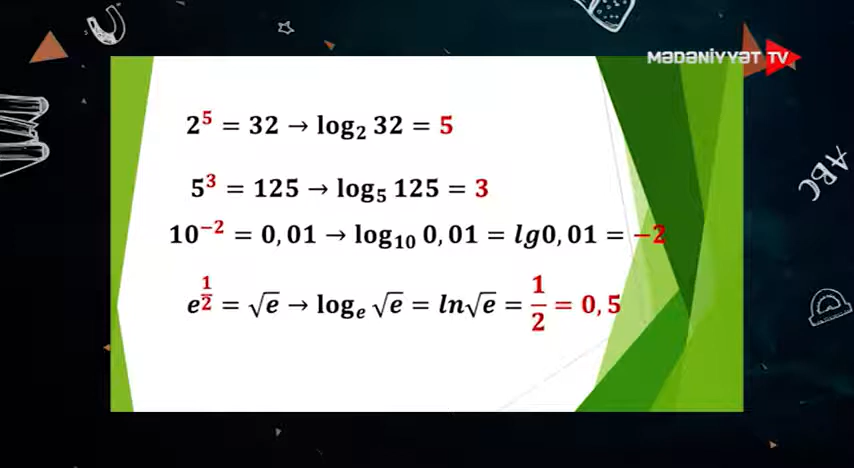 MƏDƏNİYYƏT TV
2⁵ = 32 → log₂ 32 = 5
5³ = 125 → log₅ 125 = 3
10⁻² = 0,01 → log₁₀ 0,01 = lg0,01 = −2
e^(1/2) = √e → logₑ √e = ln√e = 1/2 = 0,5
ABC